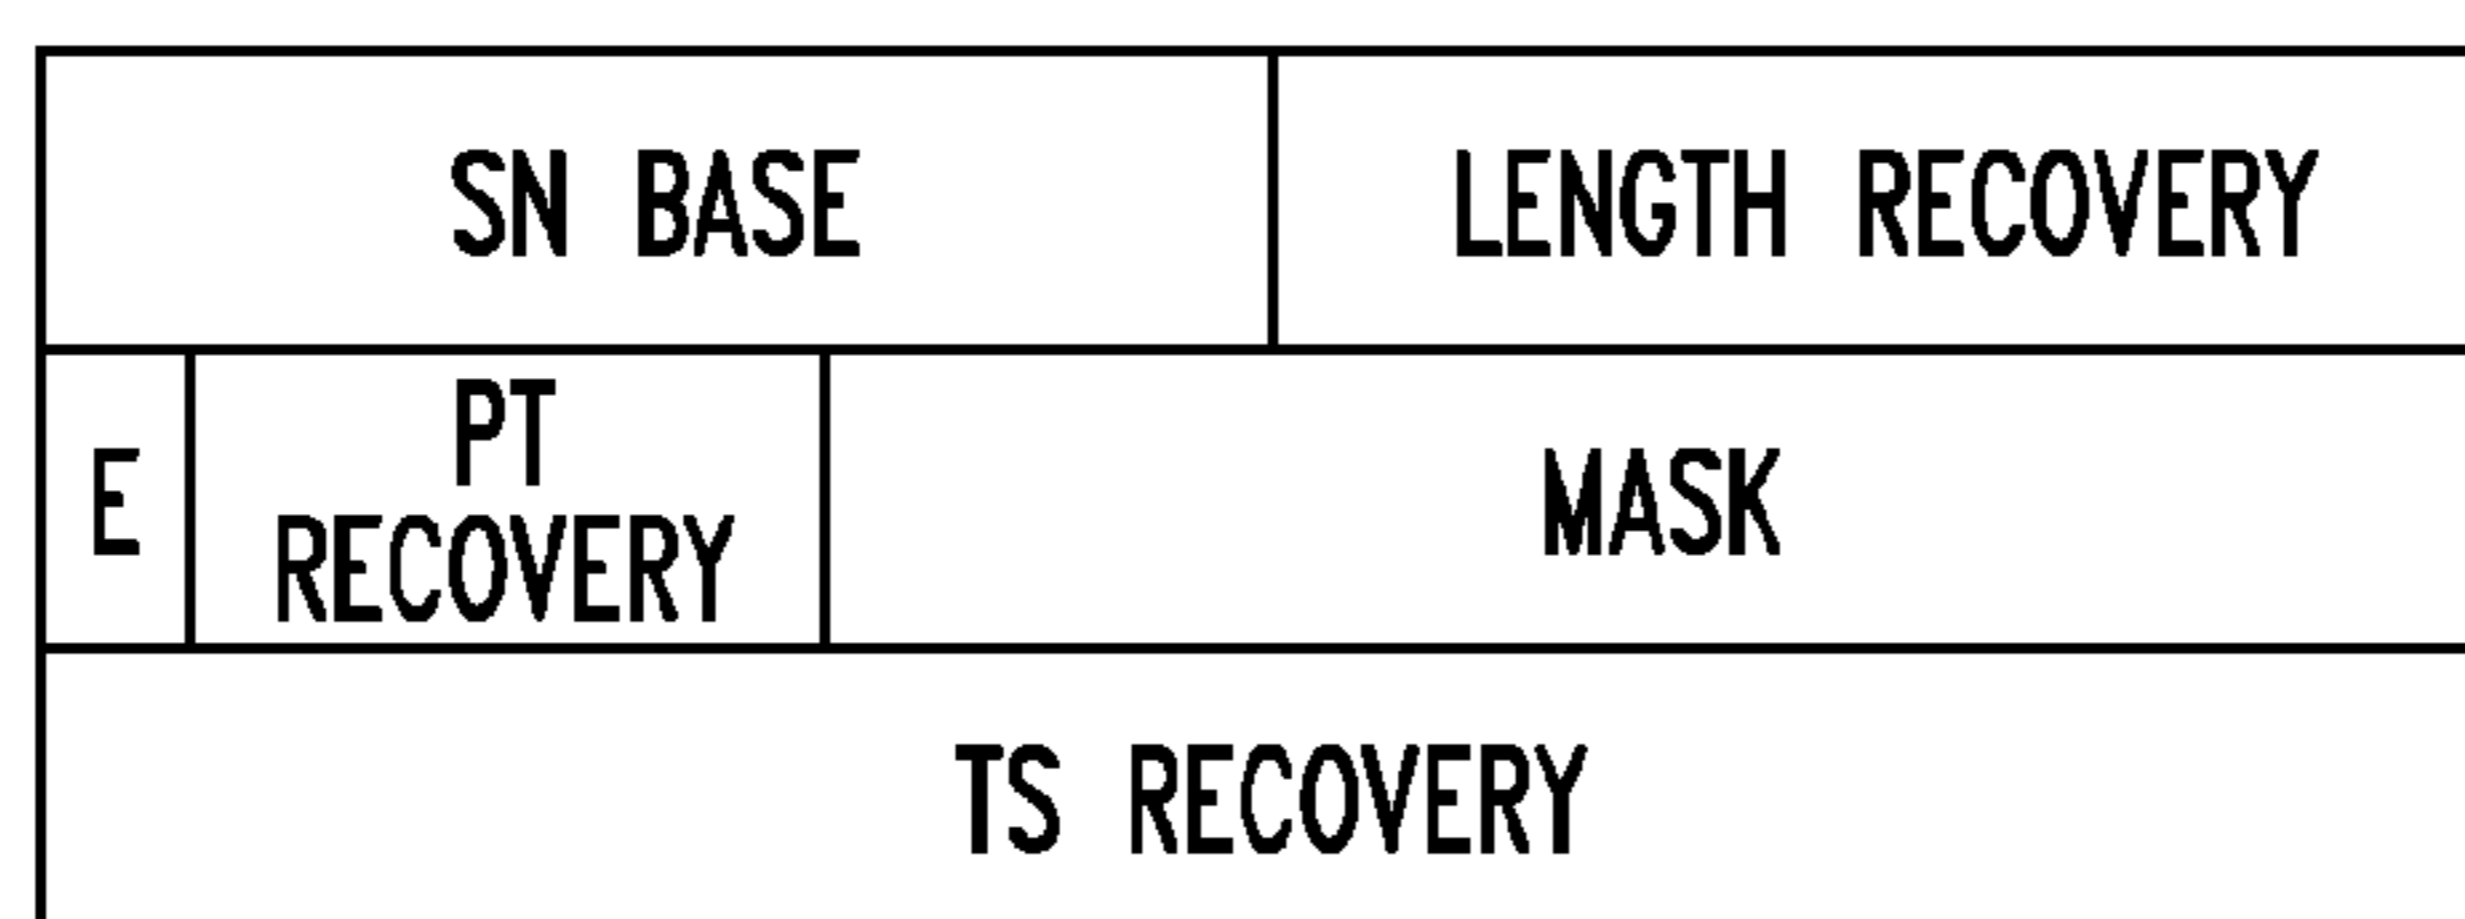 SN BASE
LENGTH RECOVERY
E
PT
RECOVERY
MASK
TS RECOVERY